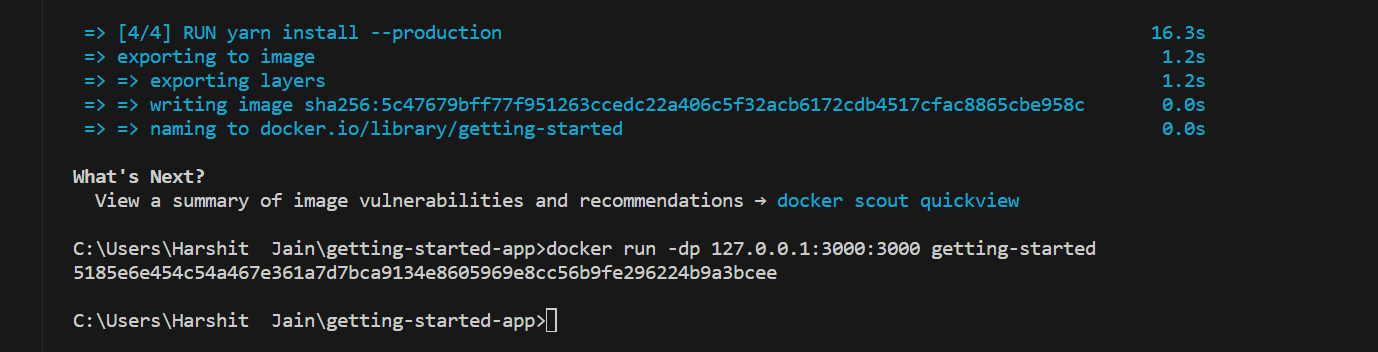 => [4/4] RUN yarn install --production 16.3s
=> exporting to image 1.2s
=> => exporting layers 1.2s
=> => writing image sha256:5c47679bff77f951263ccedc22a406c5f32acb6172cdb4517cfac8865cbe958c 0.0s
=> => naming to docker.io/library/getting-started 0.0s
What's Next?
View a summary of image vulnerabilities and recommendations → docker scout quickview
C:\Users\Harshit  Jain\getting-started-app>docker run -dp 127.0.0.1:3000:3000 getting-started
5185e6e454c54a467e361a7d7bca9134e8605969e8cc56b9fe296224b9a3bcee
C:\Users\Harshit  Jain\getting-started-app>